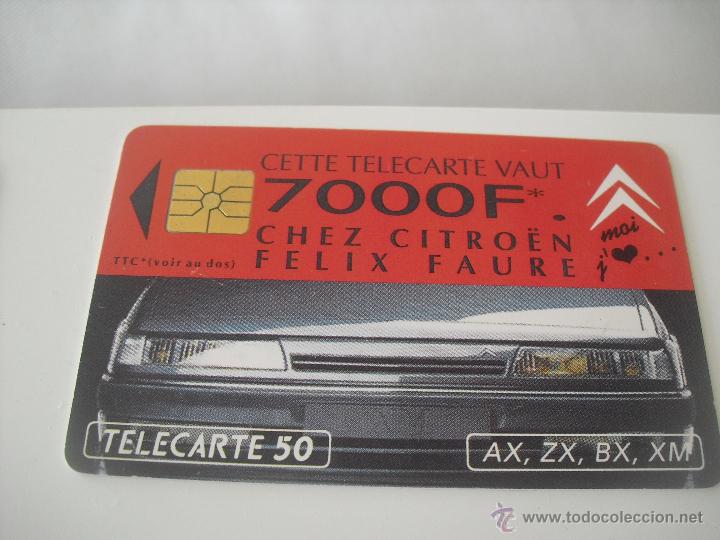 CETTE TELECARTE VAUT
7000F*.
CHEZ CITROËN
FELIX FAURE
TTC*(voir au dos)
moi
j'❤...
TELECARTE 50
AX, ZX, BX, XM
www.todocoleccion.net